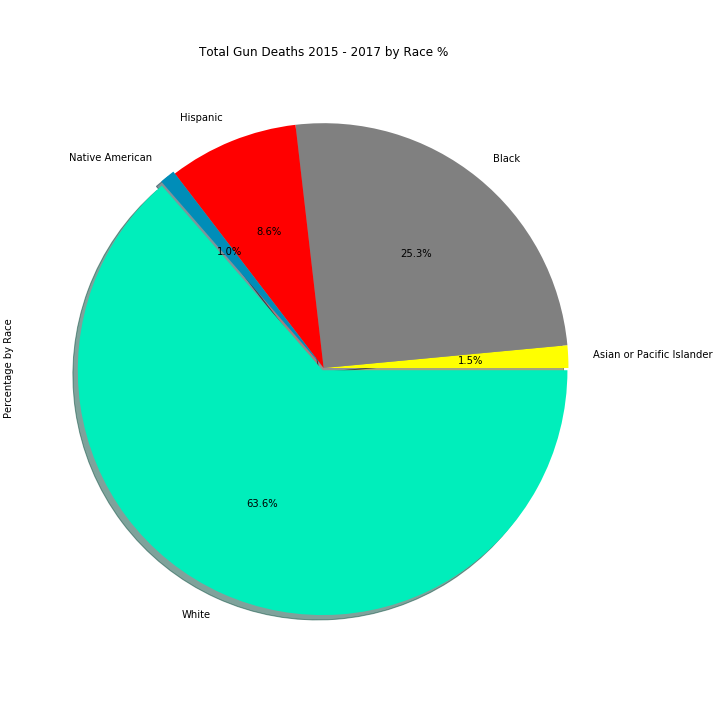 Total Gun Deaths 2015 - 2017 by Race %
Hispanic
Native American
Black
8.6%
1.0%
25.3%
Asian or Pacific Islander
1.5%
Percentage by Race
63.6%
White